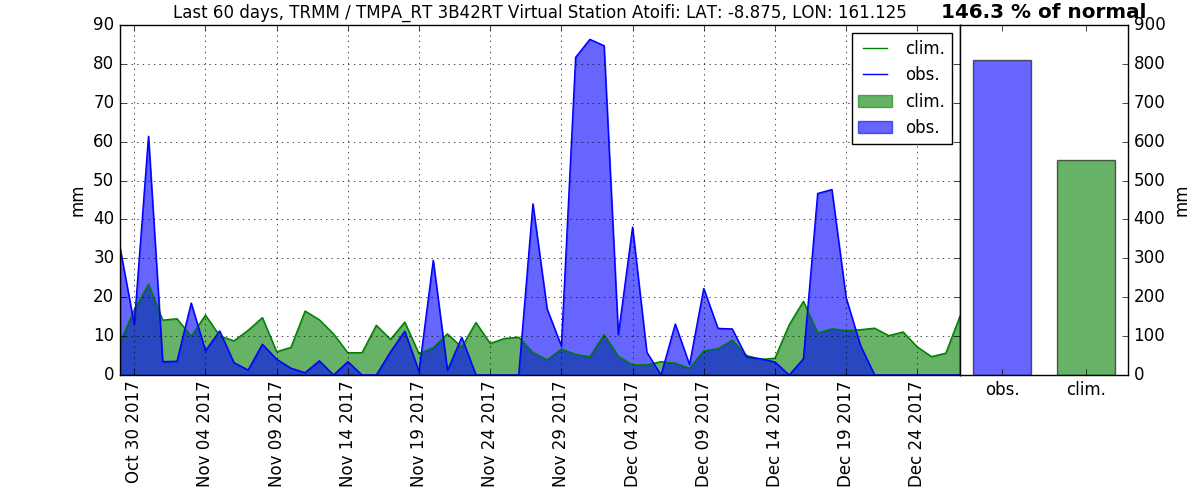 Last 60 days, TRMM / TMPA_RT 3B42RT Virtual Station Atoifi: LAT: -8.875, LON: 161.125
146.3 % of normal
90
80
70
60
50
40
30
20
10
0
mm
clim.
obs.
clim.
obs.
900
800
700
600
500
400
300
200
100
0
mm
obs.
clim.
Oct 30 2017
Nov 04 2017
Nov 09 2017
Nov 14 2017
Nov 19 2017
Nov 24 2017
Nov 29 2017
Dec 04 2017
Dec 09 2017
Dec 14 2017
Dec 19 2017
Dec 24 2017